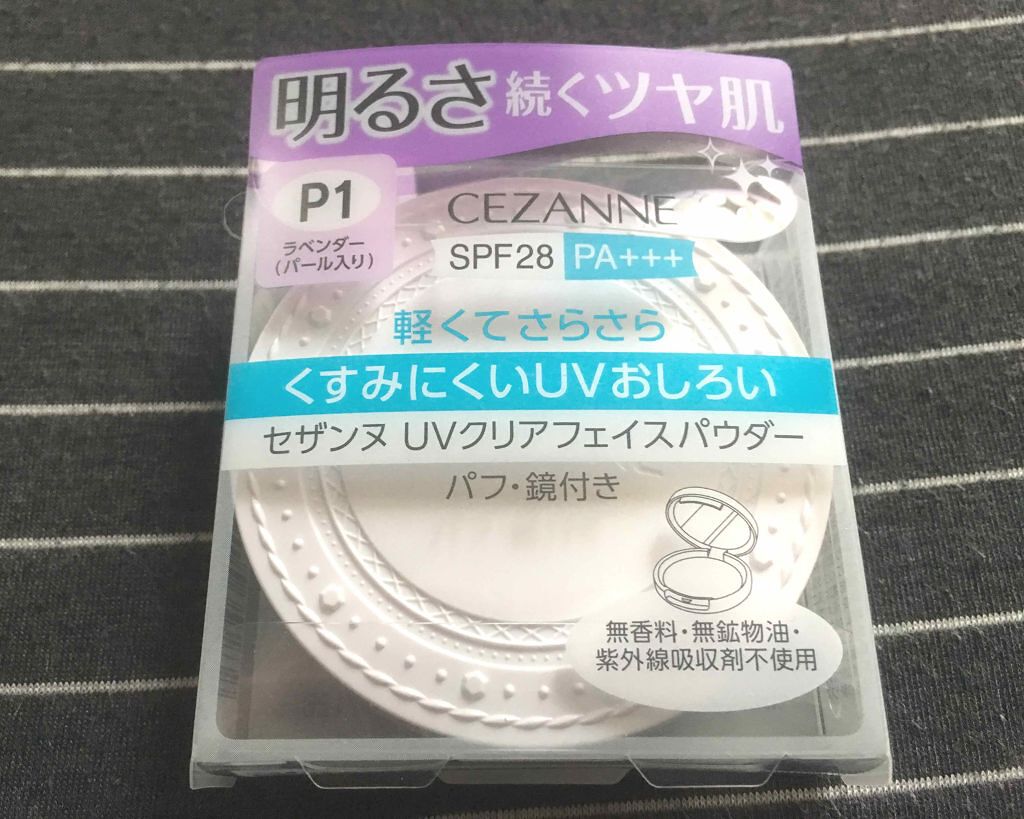 明るさ続くツヤ肌
P1
ラベンダー
(パール入り)
CEZANNE
SPF28 PA+++
軽くてさらさら
くすみにくいUVおしろい
セザンヌ UVクリアフェイスパウダー
パフ・鏡付き
無香料・無鉱物油・
紫外線吸収剤不使用